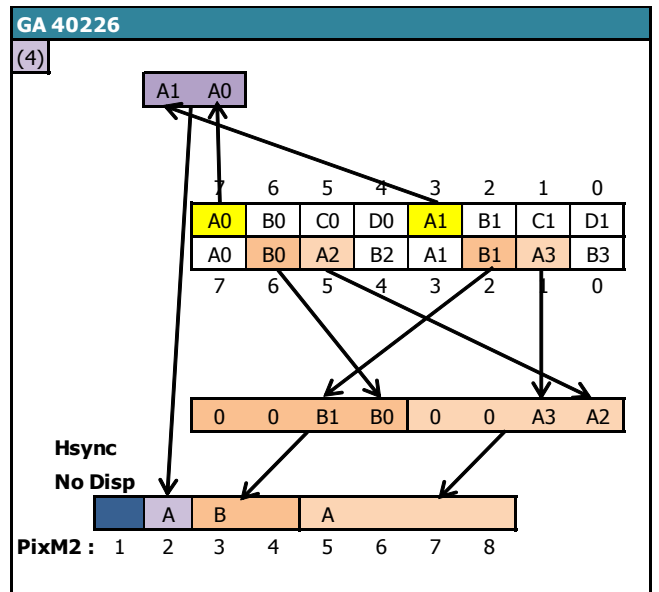 GA 40226
(4)
A1 A0
7 6 5 4 3 2 1 0
A0 B0 C0 D0 A1 B1 C1 D1
A0 B0 A2 B2 A1 B1 A3 B3
7 6 5 4 3 2 1 0
0 0 B1 B0 0 0 A3 A2
Hsync
No Disp
A B A
PixM2 : 1 2 3 4 5 6 7 8